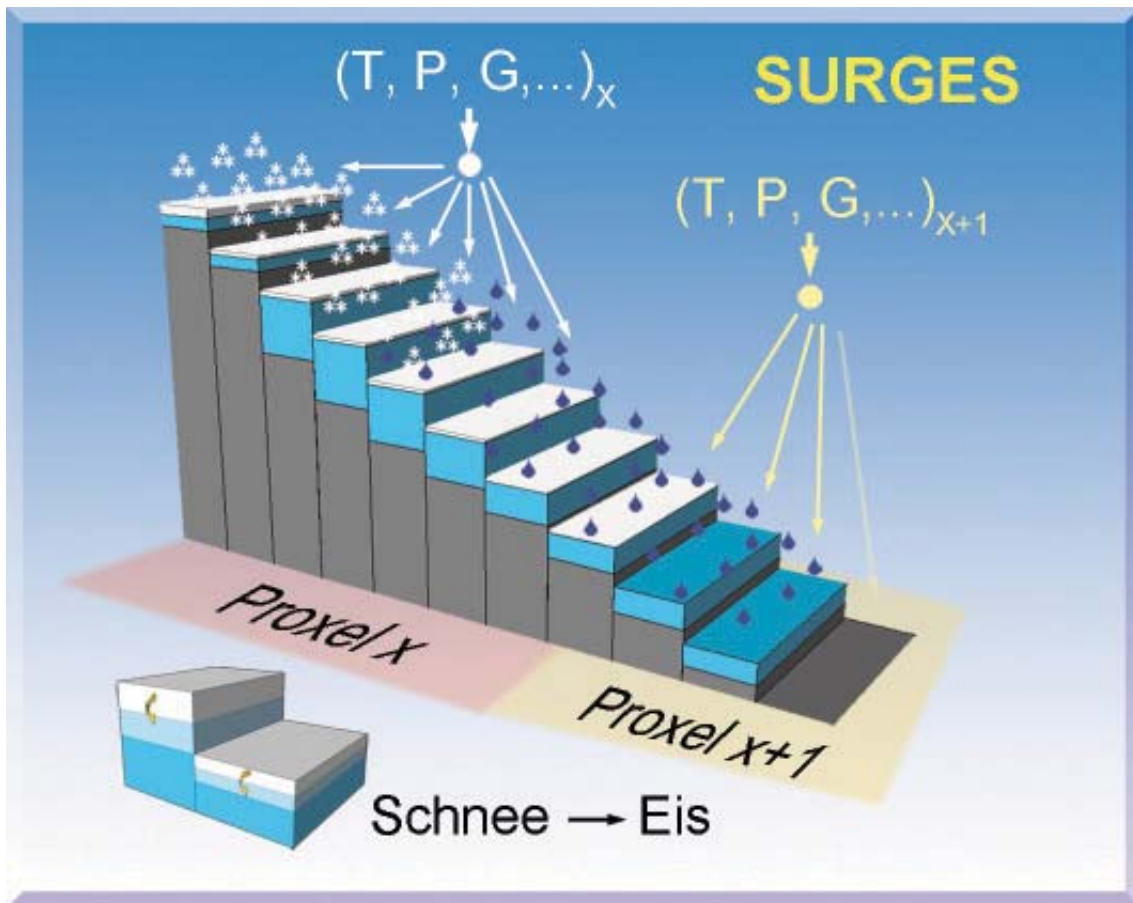 (T, P, G,...)X
SURGES
(T, P, G,...)X+1
Proxel x
Proxel x+1
Schnee → Eis